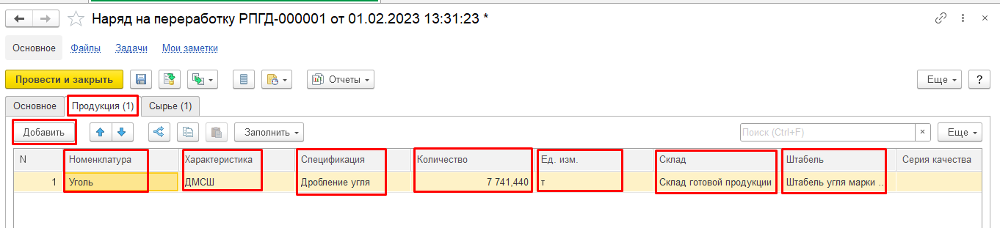 Наряд на переработку РПГД-000001 от 01.02.2023 13:31:23 *
Основное Файлы Задачи Мои заметки
Провести и закрыть Отчеты Еще ?
Основное Продукция (1) Сырье (1)
Добавить Заполнить Поиск (Ctrl+F) × Еще
N Номенклатура Характеристика Спецификация Количество Ед. изм. Склад Штабель Серия качества
1 Уголь ДМСШ Дробление угля 7 741,440 т Склад готовой продукции Штабель угля марки ...